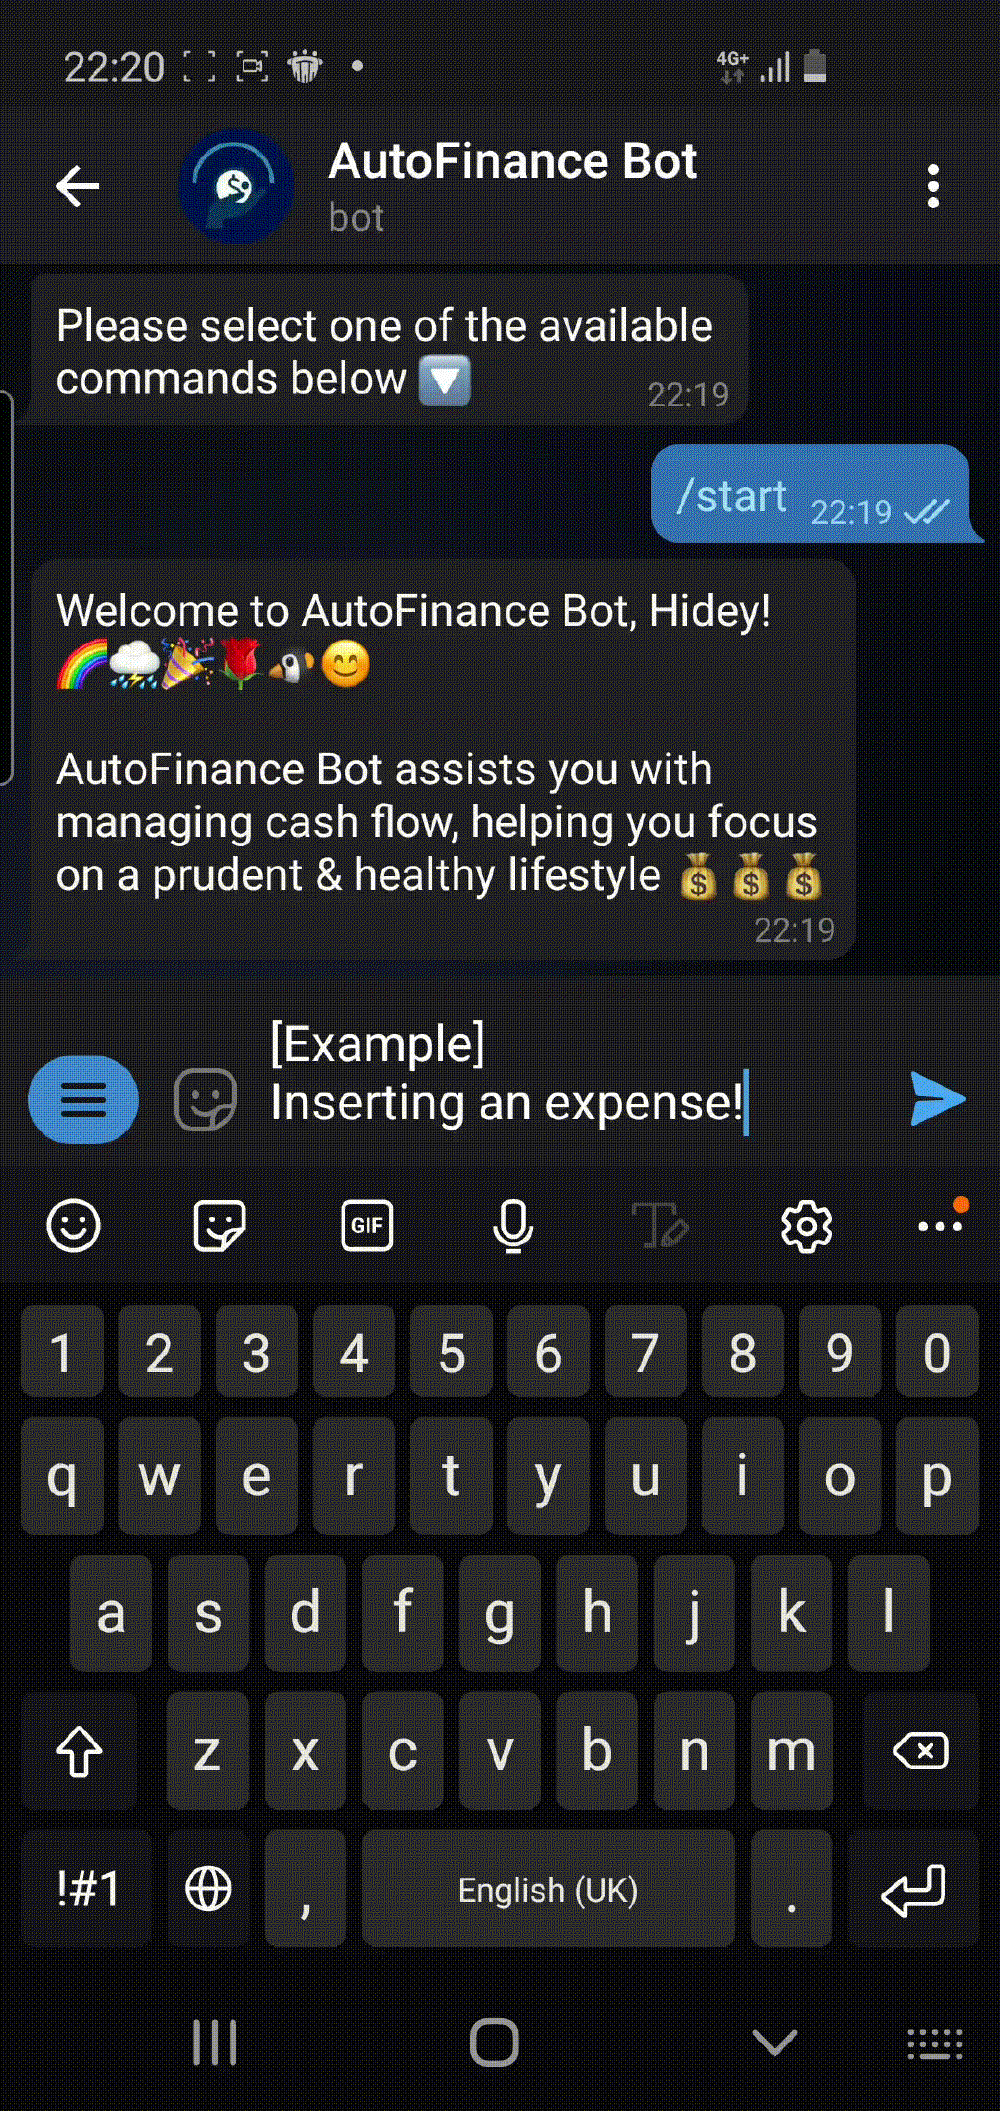 22:20
4G+
AutoFinance Bot
bot
Please select one of the available
commands below 🔽
22:19
/start 22:19
Welcome to AutoFinance Bot, Hidey!
🌈⛈️🎉🌹🐧😊
AutoFinance Bot assists you with
managing cash flow, helping you focus
on a prudent & healthy lifestyle 💰💰💰
22:19
[Example]
Inserting an expense!
GIF
1 2 3 4 5 6 7 8 9 0
q w e r t y u i o p
a s d f g h j k l
z x c v b n m
!#1 , English (UK) .